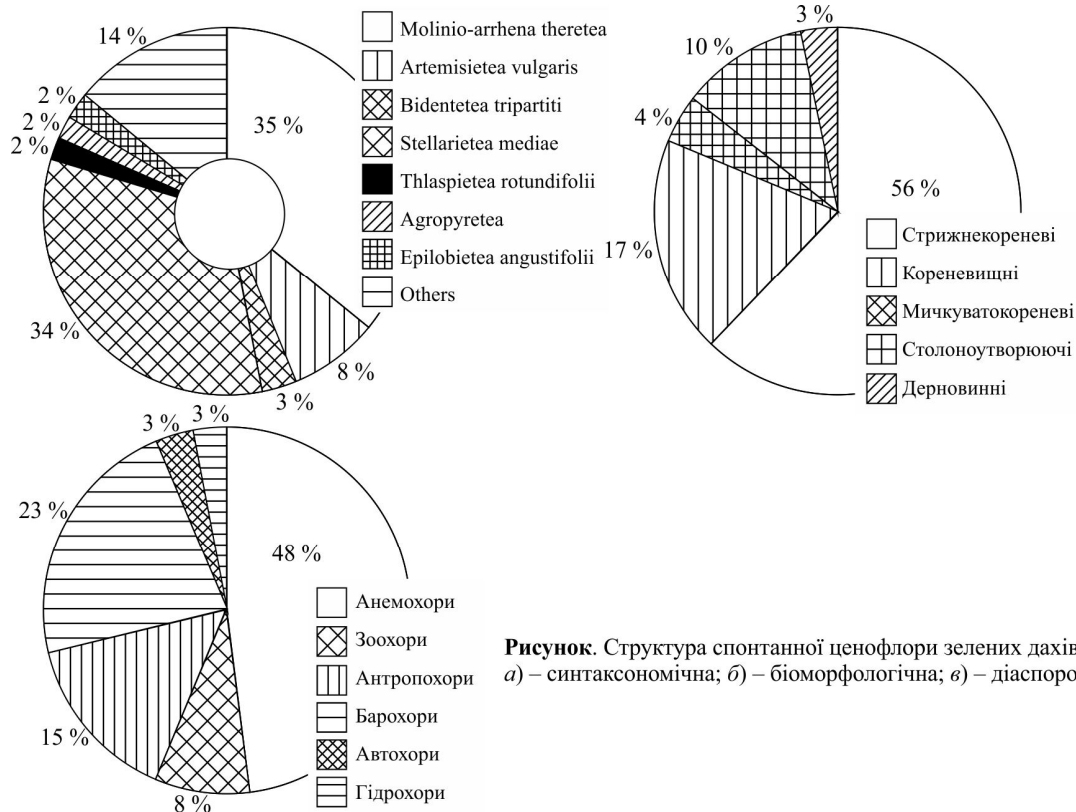 14 %
2 %
2 %
2 %
34 %
3 %
8 %
35 %
Molinio-arrhena theretea
Artemisietea vulgaris
Bidentetea tripartiti
Stellarietea mediae
Thlaspietea rotundifolii
Agropyretea
Epilobietea angustifolii
Others
3 %
10 %
4 %
17 %
56 %
Стрижнекореневі
Кореневищні
Мичкуватокореневі
Столоноутворюючі
Дерновинні
3 %
3 %
23 %
15 %
8 %
48 %
Анемохори
Зоохори
Антропохори
Барохори
Автохори
Гідрохори
Рисунок. Структура спонтанної ценофлори зелених дахів
а) – синтаксономічна; б) – біоморфологічна; в) – діаспоро